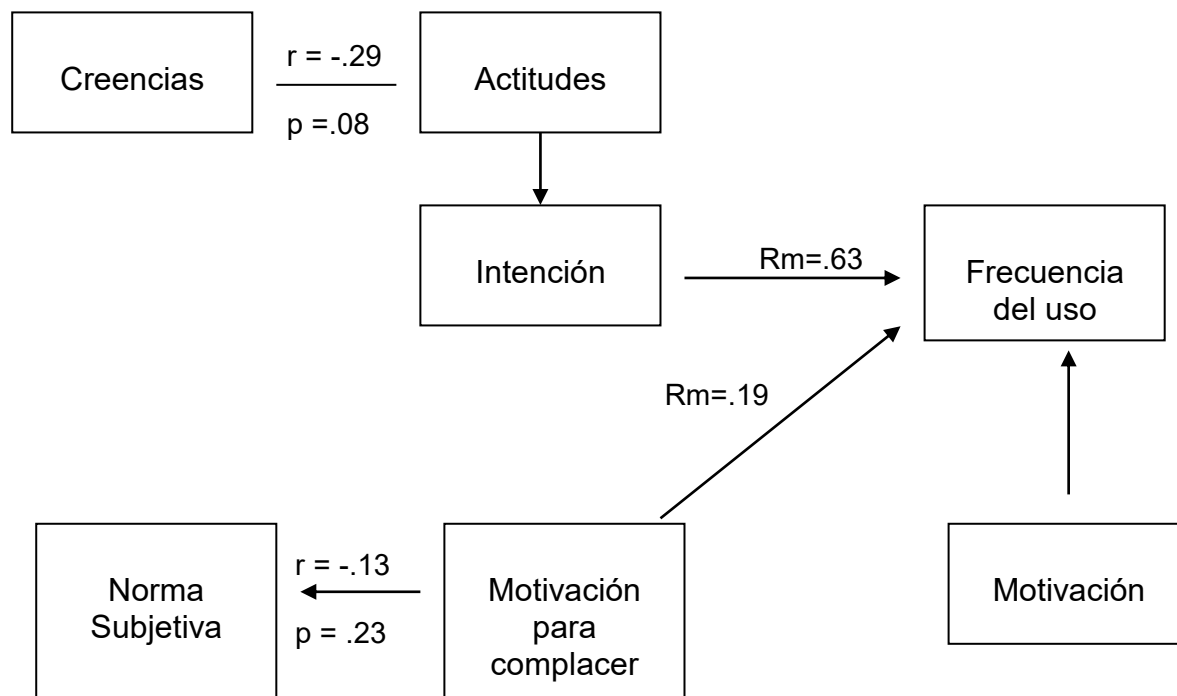 Creencias
r = -.29
p =.08
Actitudes
Intención
Rm=.63
Frecuencia
del uso
Rm=.19
Norma
Subjetiva
r = -.13
p = .23
Motivación
para
complacer
Motivación